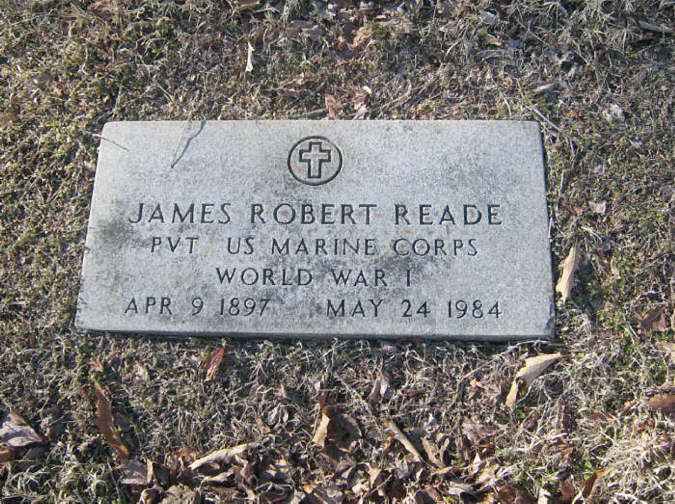 JAMES ROBERT READE
PVT US MARINE CORPS
WORLD WAR I
APR 9 1897 MAY 24 1984